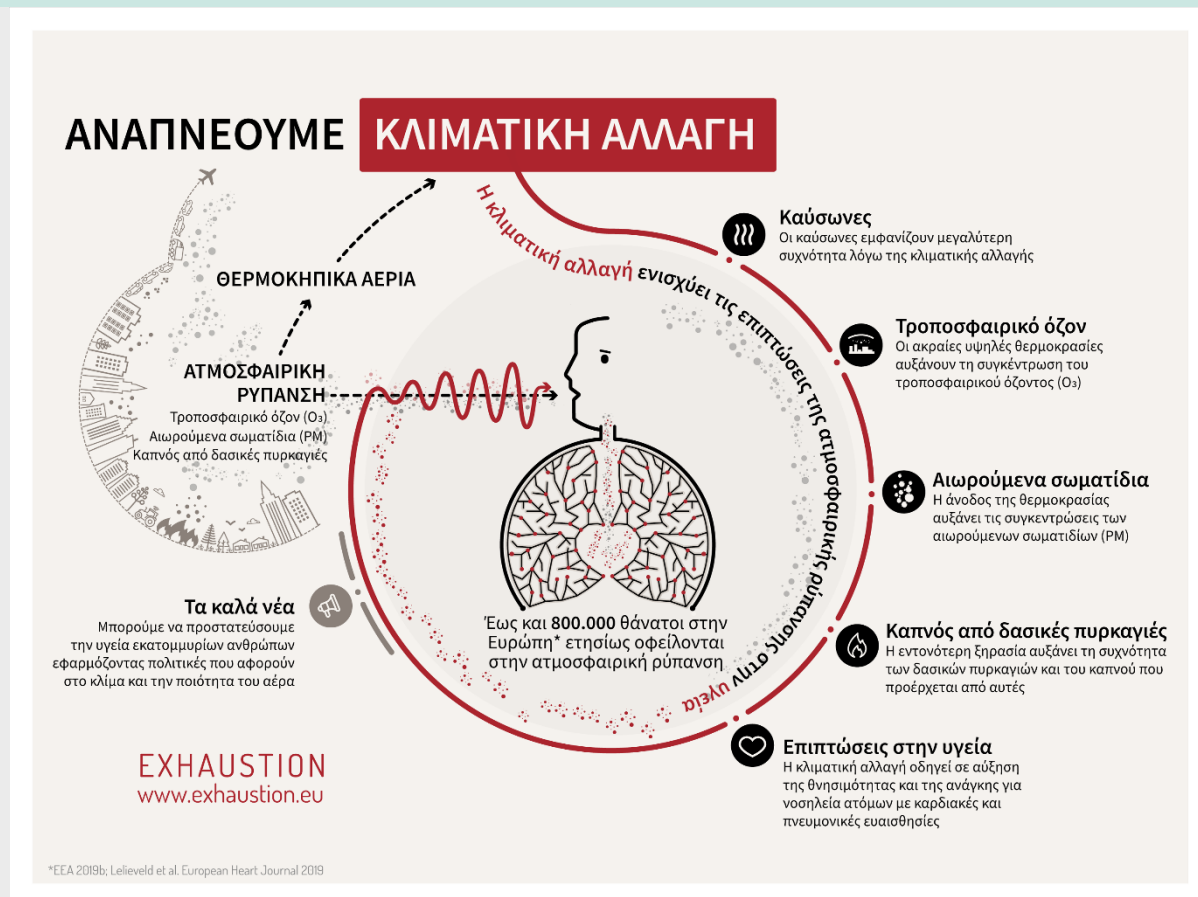 ΑΝΑΠΝΕΟΥΜΕ ΚΛΙΜΑΤΙΚΗ ΑΛΛΑΓΗ
Η κλιματική αλλαγή ενισχύει τις επιπτώσεις της ατμοσφαιρικής ρύπανσης στην υγεία
ΘΕΡΜΟΚΗΠΙΚΑ ΑΕΡΙΑ
ΑΤΜΟΣΦΑΙΡΙΚΗ
ΡΥΠΑΝΣΗ
Τροποσφαιρικό όζον (O₃)
Αιωρούμενα σωματίδια (PM)
Καπνός από δασικές πυρκαγιές
Καύσωνες
Οι καύσωνες εμφανίζουν μεγαλύτερη
συχνότητα λόγω της κλιματικής αλλαγής
Τροποσφαιρικό όζον
Οι ακραίες υψηλές θερμοκρασίες
αυξάνουν τη συγκέντρωση του
τροποσφαιρικού όζοντος (O₃)
Αιωρούμενα σωματίδια
Η άνοδος της θερμοκρασίας
αυξάνει τις συγκεντρώσεις των
αιωρούμενων σωματιδίων (PM)
Καπνός από δασικές πυρκαγιές
Η εντονότερη ξηρασία αυξάνει τη συχνότητα
των δασικών πυρκαγιών και του καπνού που
προέρχεται από αυτές
Επιπτώσεις στην υγεία
Η κλιματική αλλαγή οδηγεί σε αύξηση
της θνησιμότητας και της ανάγκης για
νοσηλεία ατόμων με καρδιακές και
πνευμονικές ευαισθησίες
Έως και 800.000 θάνατοι στην
Ευρώπη* ετησίως οφείλονται
στην ατμοσφαιρική ρύπανση
Τα καλά νέα
Μπορούμε να προστατεύσουμε
την υγεία εκατομμυρίων ανθρώπων
εφαρμόζοντας πολιτικές που αφορούν
στο κλίμα και την ποιότητα του αέρα
EXHAUSTION
www.exhaustion.eu
*EEA 2019b; Lelieveld et al. European Heart Journal 2019